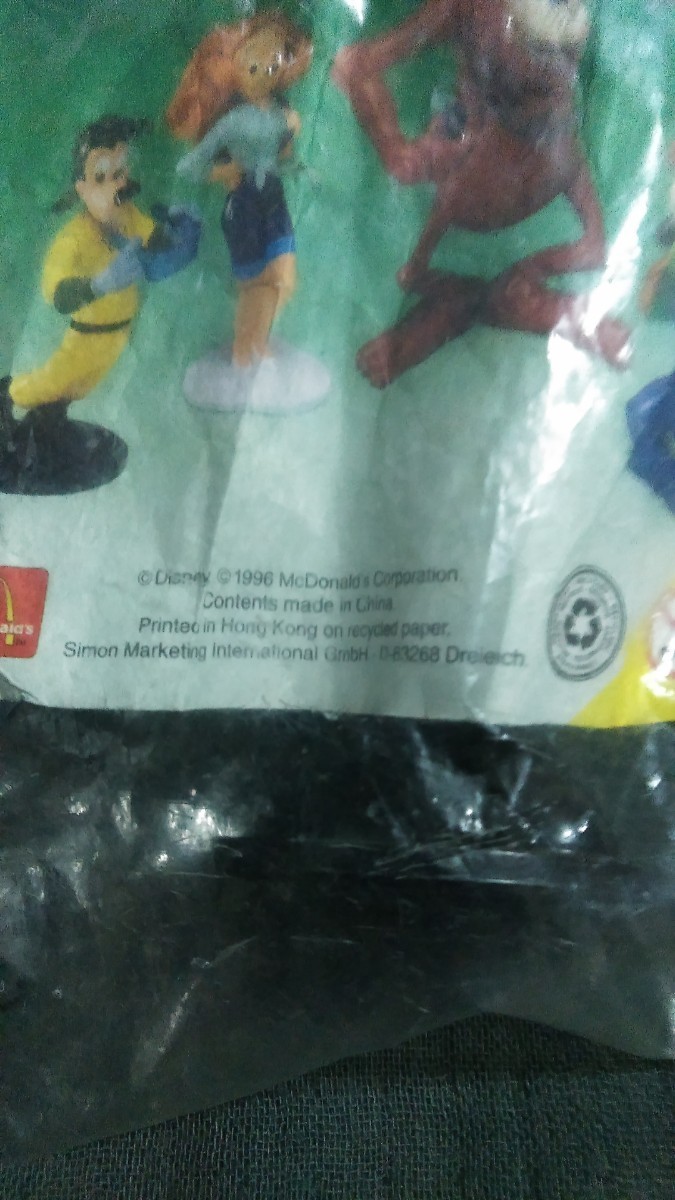 © Disney © 1996 McDonald's Corporation.
Contents made in China
Printed in Hong Kong on recycled paper.
Simon Marketing International GmbH D-63268 Dreieich
ald's